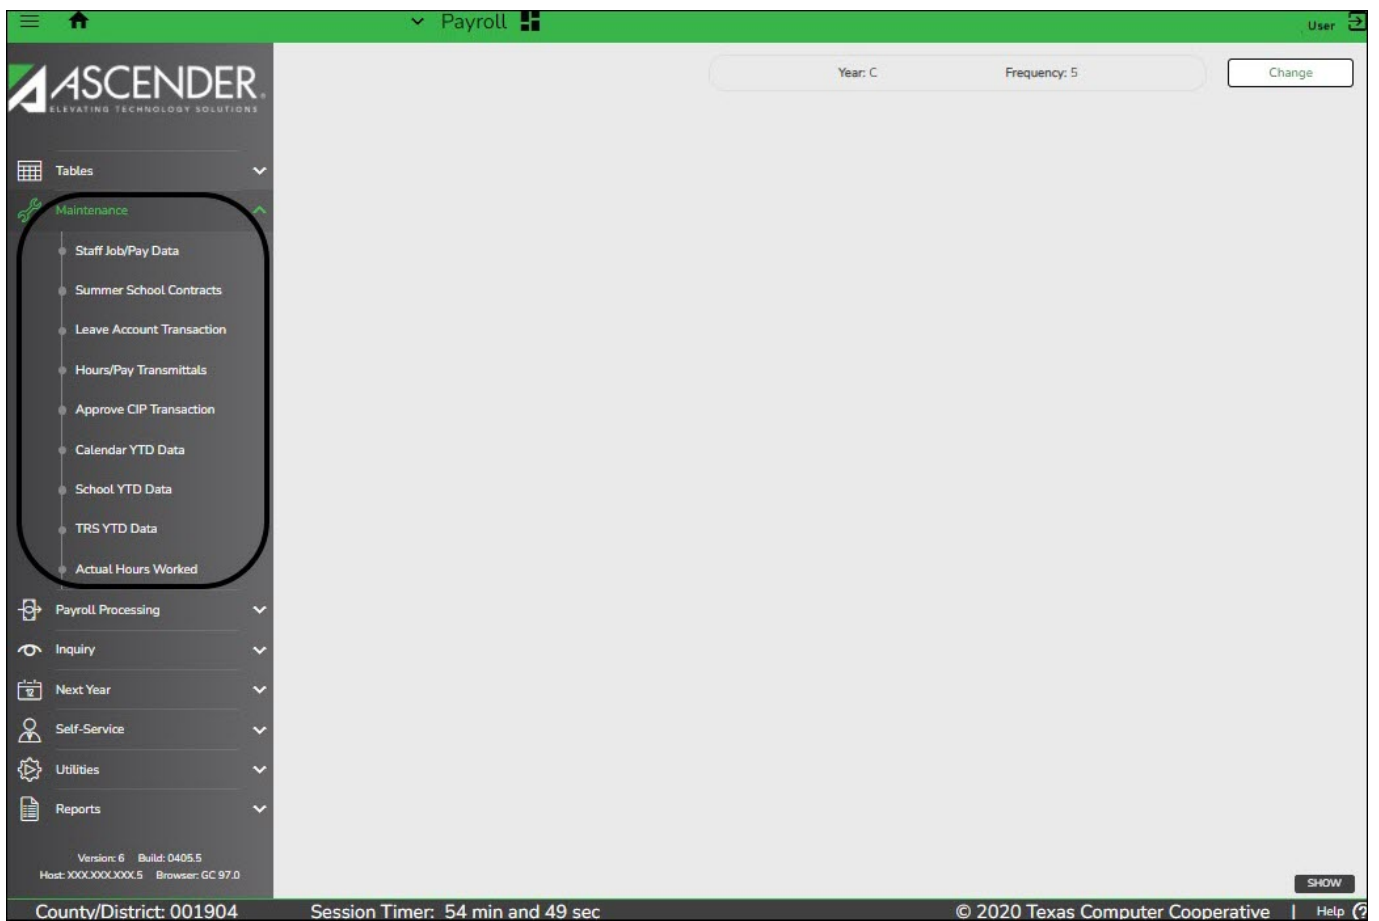 Payroll
User
ASCENDER.
ELEVATING TECHNOLOGY SOLUTIONS
Year: C Frequency: 5 Change
Tables
Maintenance
Staff Job/Pay Data
Summer School Contracts
Leave Account Transaction
Hours/Pay Transmittals
Approve CIP Transaction
Calendar YTD Data
School YTD Data
TRS YTD Data
Actual Hours Worked
Payroll Processing
Inquiry
12
Next Year
Self-Service
Utilities
Reports
Version: 6 Build: 0405.5
Host: XXX.XXX.XXX.5 Browser: GC 97.0
SHOW
County/District: 001904 Session Timer: 54 min and 49 sec © 2020 Texas Computer Cooperative | Help ?